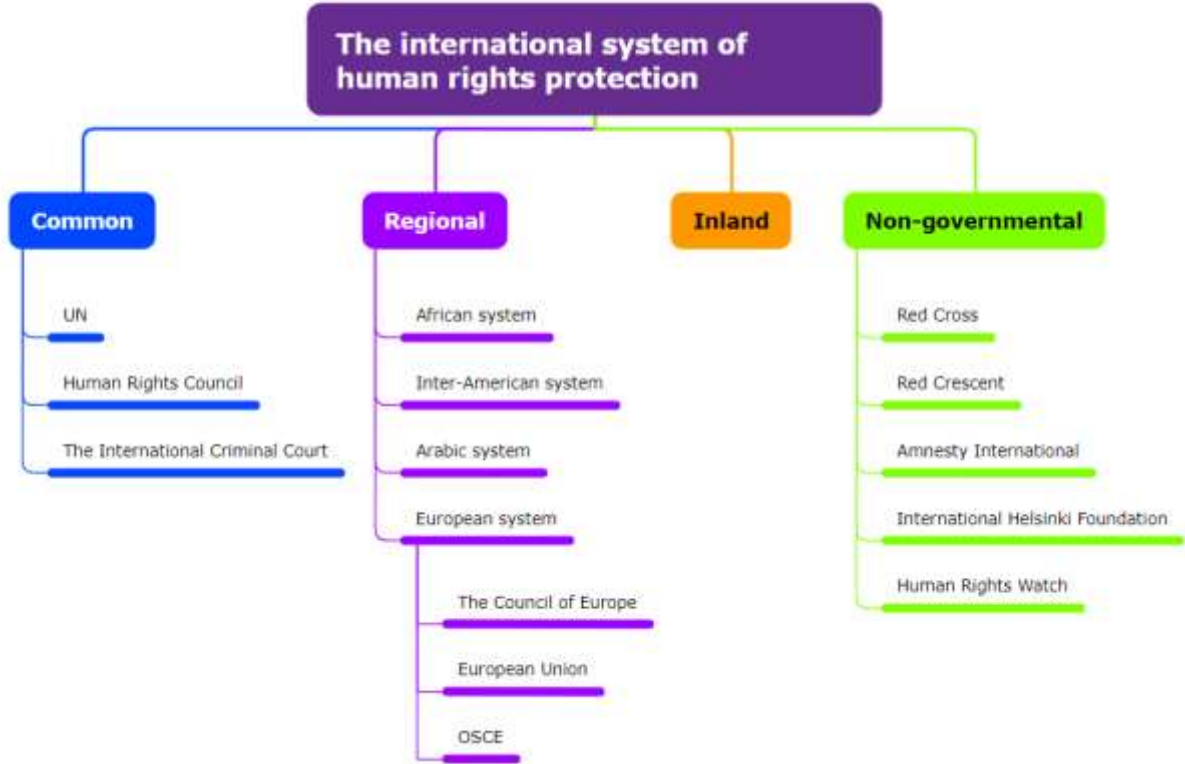 The international system of
human rights protection
Common
UN
Human Rights Council
The International Criminal Court
Regional
African system
Inter-American system
Arabic system
European system
The Council of Europe
European Union
OSCE
Inland
Non-governmental
Red Cross
Red Crescent
Amnesty International
International Helsinki Foundation
Human Rights Watch